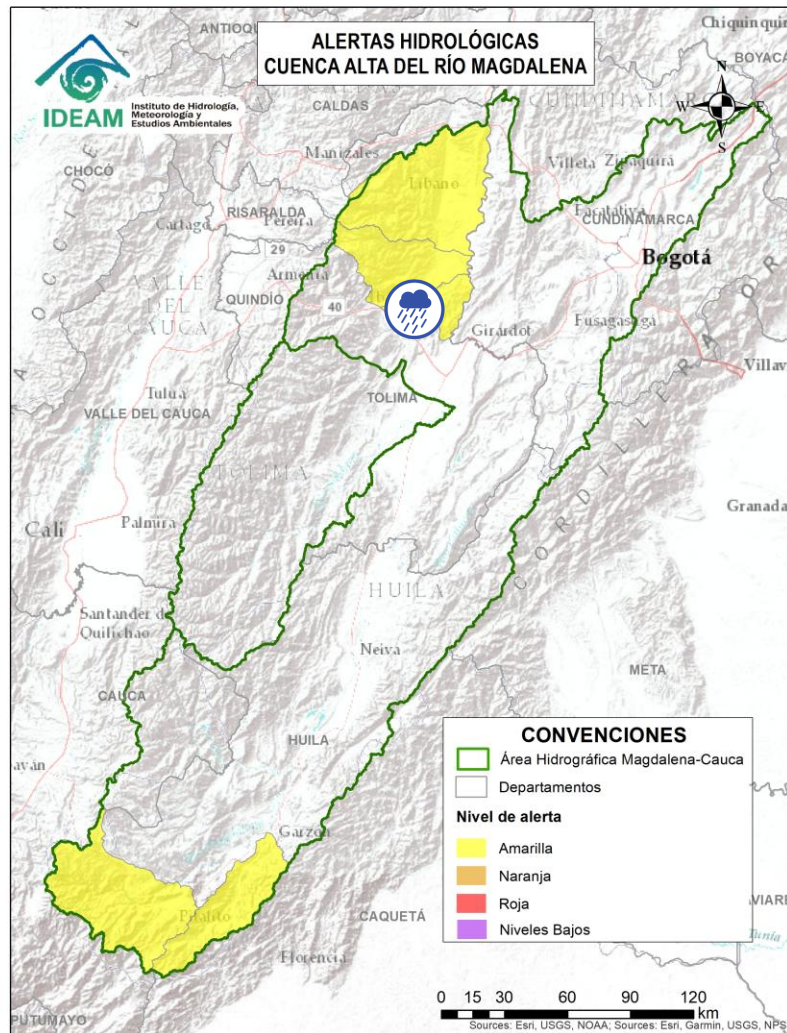 ALERTAS HIDROLÓGICAS
CUENCA ALTA DEL RÍO MAGDALENA
IDEAM
Instituto de Hidrología,
Meteorología y
Estudios Ambientales
Chiquinqui
BOYACÁ
CALDAS
CUNDINAMAR
N
W
E
S
Manizales
Villeta
Zipaquirá
Líbano
CHOCÓ
RISARALDA
Pereira
Cartago
Facatativá
CUNDINAMARCA
29
Armenia
Bogotá
VALLE
DEL
CAUCA
QUINDÍO
40
Girardot
Fusagasugá
Villav
Tuluá
VALLE DEL CAUCA
TOLIMA
TOLIMA
CORDILLERA
Granada
Cali
Palmira
HUILA
Santander de
Quilichao
Neiva
META
CAUCA
HUILA
CONVENCIONES
Área Hidrográfica Magdalena-Cauca
Departamentos
Nivel de alerta
Amarilla
Naranja
Roja
Niveles Bajos
ayán
Garzón
Pitalito
CAQUETÁ
VIARE
Florencia
PUTUMAYO
0 15 30 60 90 120
km
Sources: Esri, USGS, NOAA; Sources: Esri, Garmin, USGS, NPS